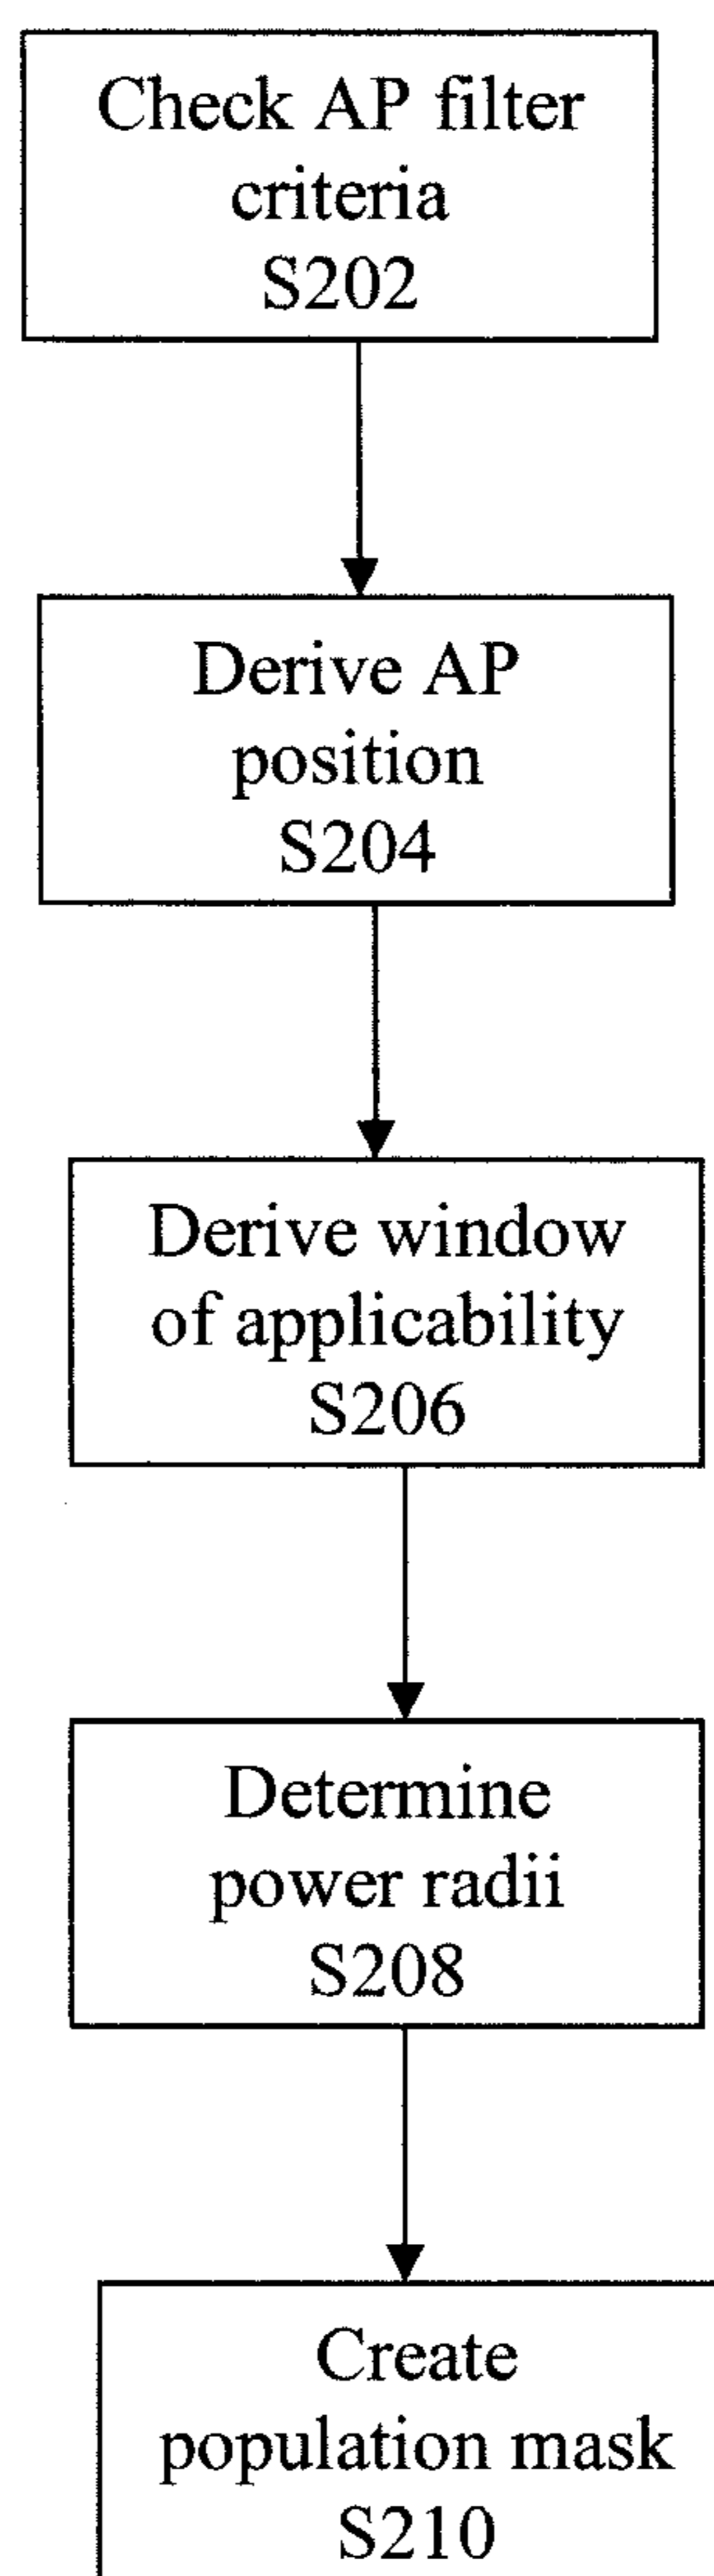 Check AP filter
criteria
S202
Derive AP
position
S204
Derive window
of applicability
S206
Determine
power radii
S208
Create
population mask
S210